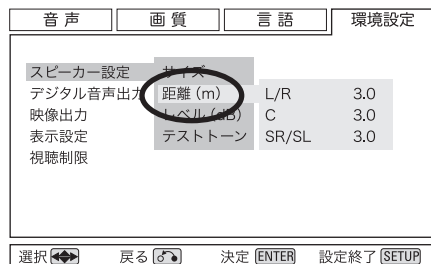 音 声 画 質 言 語 環境設定
スピーカー設定 サイズ
デジタル音声出力 距離（m） L/R 3.0
映像出力 レベル（dB） C 3.0
表示設定 テストトーン SR/SL 3.0
視聴制限
選択 戻る 決定 ENTER 設定終了 SETUP